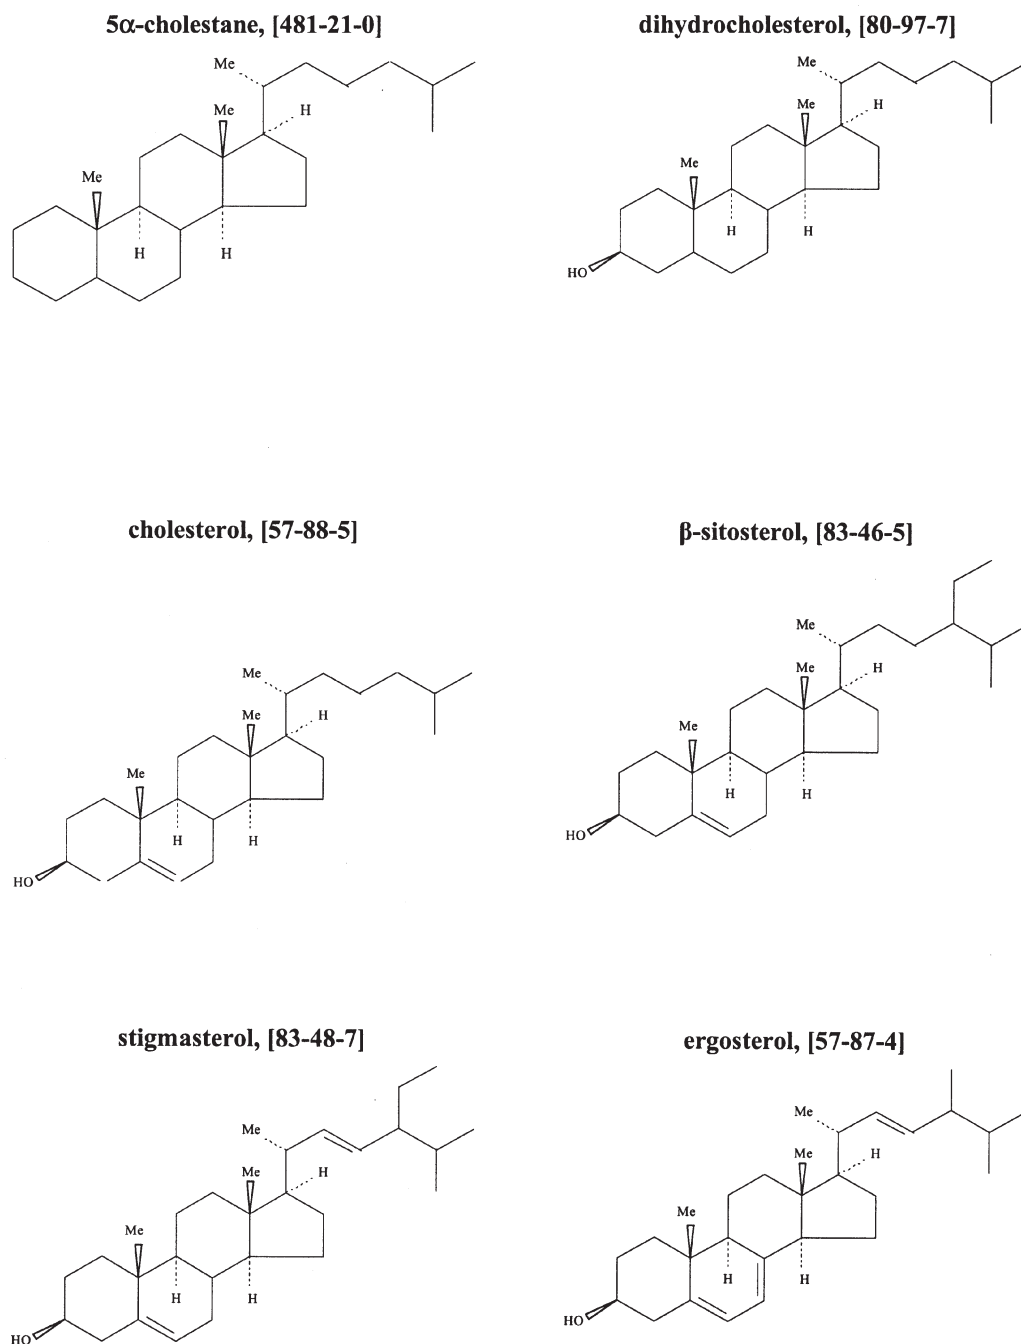 5α-cholestane, [481-21-0]
Me
Me
H
Me
H
H
dihydrocholesterol, [80-97-7]
Me
Me
H
Me
H
H
HO
cholesterol, [57-88-5]
Me
Me
H
Me
H
H
HO
β-sitosterol, [83-46-5]
Me
Me
H
Me
H
H
HO
stigmasterol, [83-48-7]
Me
Me
H
Me
H
H
HO
ergosterol, [57-87-4]
Me
Me
H
Me
H
H
HO